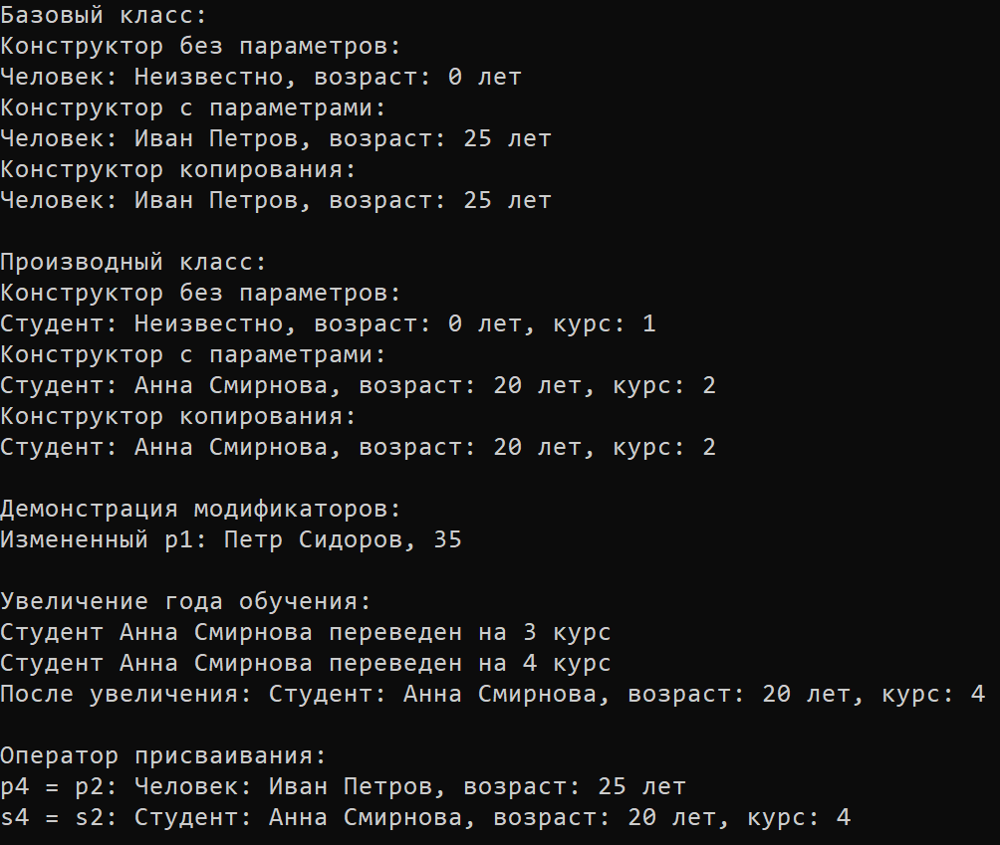 Базовый класс:
Конструктор без параметров:
Человек: Неизвестно, возраст: 0 лет
Конструктор с параметрами:
Человек: Иван Петров, возраст: 25 лет
Конструктор копирования:
Человек: Иван Петров, возраст: 25 лет

Производный класс:
Конструктор без параметров:
Студент: Неизвестно, возраст: 0 лет, курс: 1
Конструктор с параметрами:
Студент: Анна Смирнова, возраст: 20 лет, курс: 2
Конструктор копирования:
Студент: Анна Смирнова, возраст: 20 лет, курс: 2

Демонстрация модификаторов:
Измененный p1: Петр Сидоров, 35

Увеличение года обучения:
Студент Анна Смирнова переведен на 3 курс
Студент Анна Смирнова переведен на 4 курс
После увеличения: Студент: Анна Смирнова, возраст: 20 лет, курс: 4

Оператор присваивания:
p4 = p2: Человек: Иван Петров, возраст: 25 лет
s4 = s2: Студент: Анна Смирнова, возраст: 20 лет, курс: 4